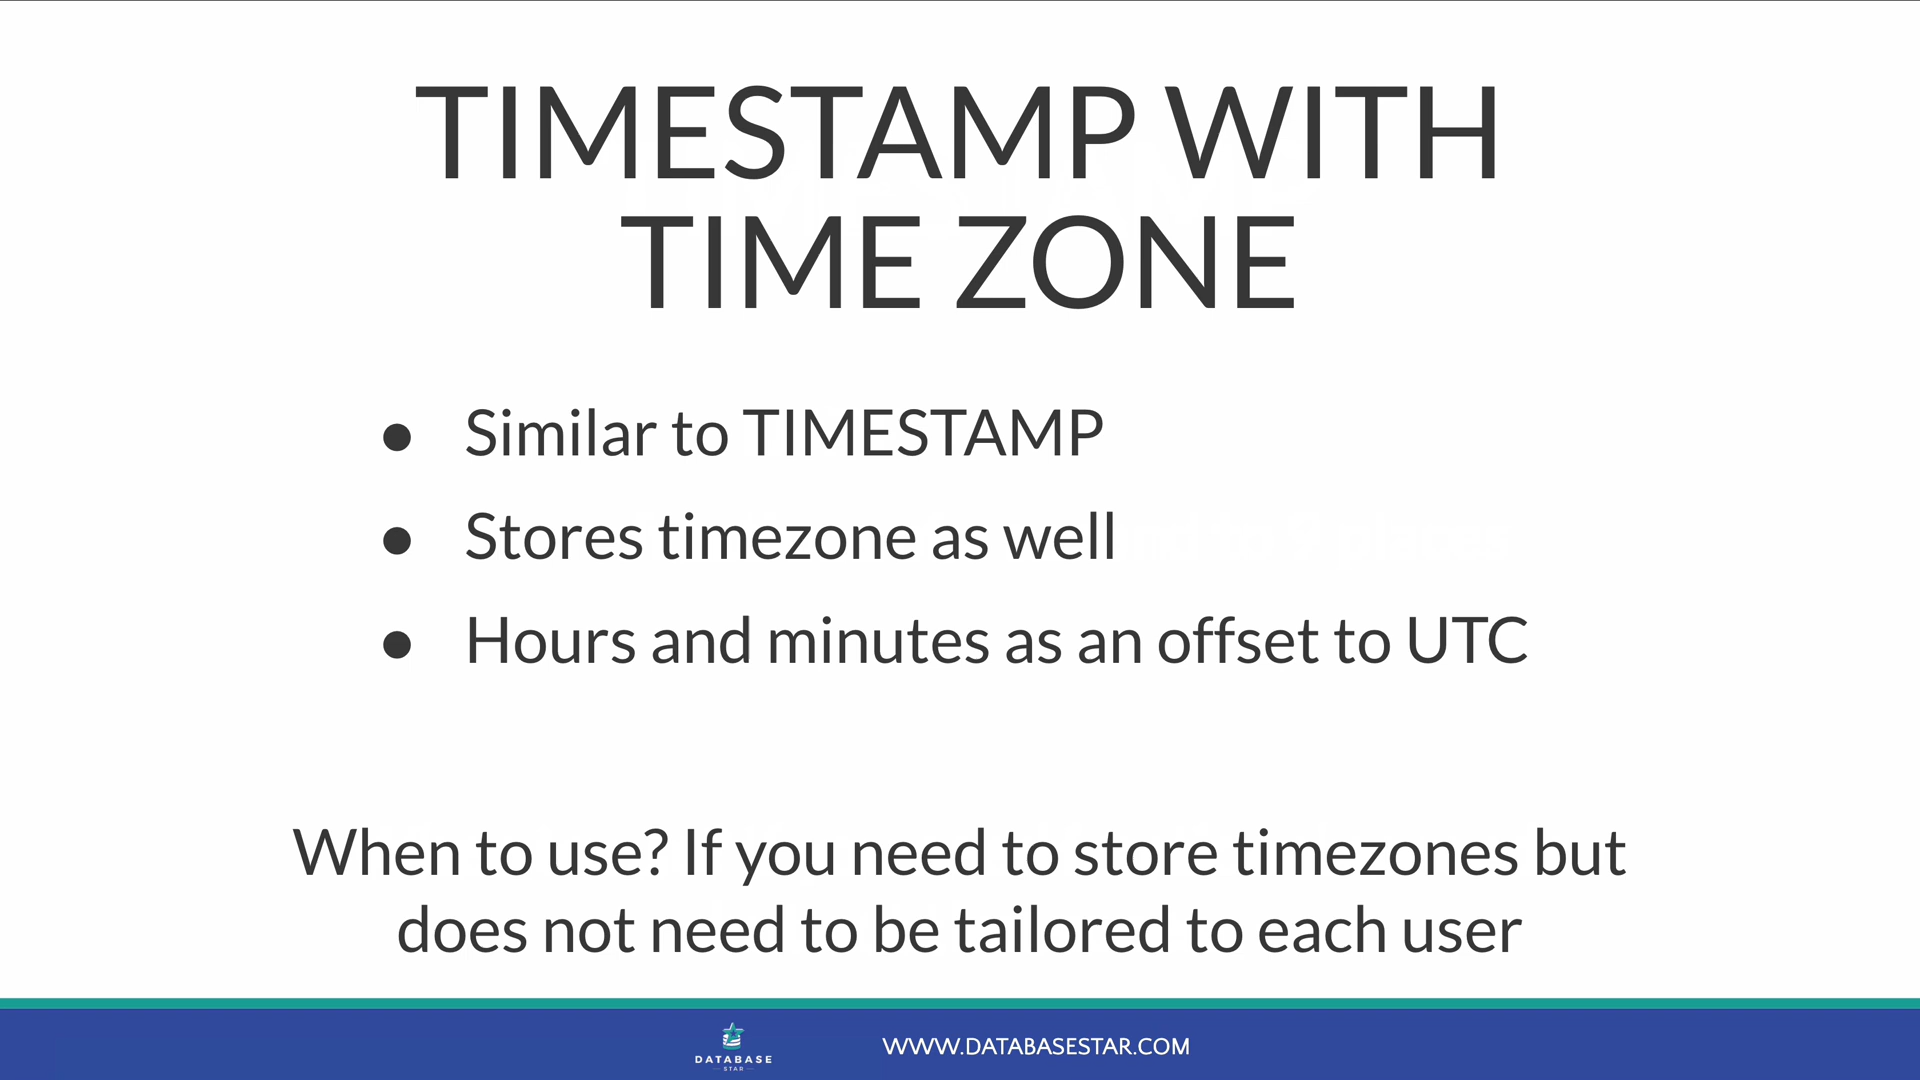 TIMESTAMP WITH
TIME ZONE
● Similar to TIMESTAMP
● Stores timezone as well
● Hours and minutes as an offset to UTC
When to use? If you need to store timezones but
does not need to be tailored to each user
DATABASE
STAR
WWW.DATABASESTAR.COM